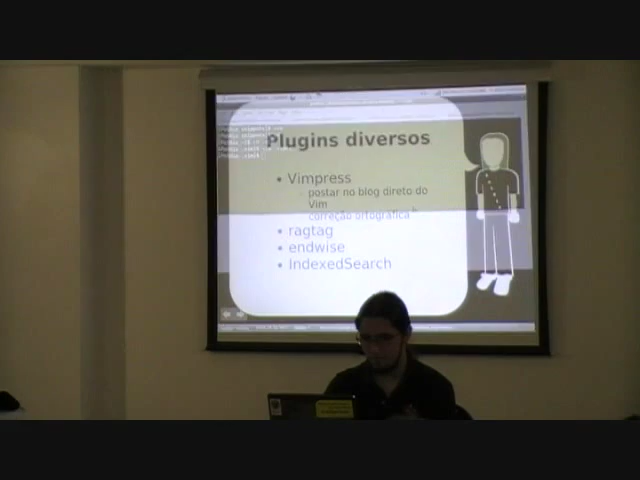 Plugins diversos
Vimpress
postar no blog direto do
Vim
correção ortográfica
ragtag
endwise
IndexedSearch